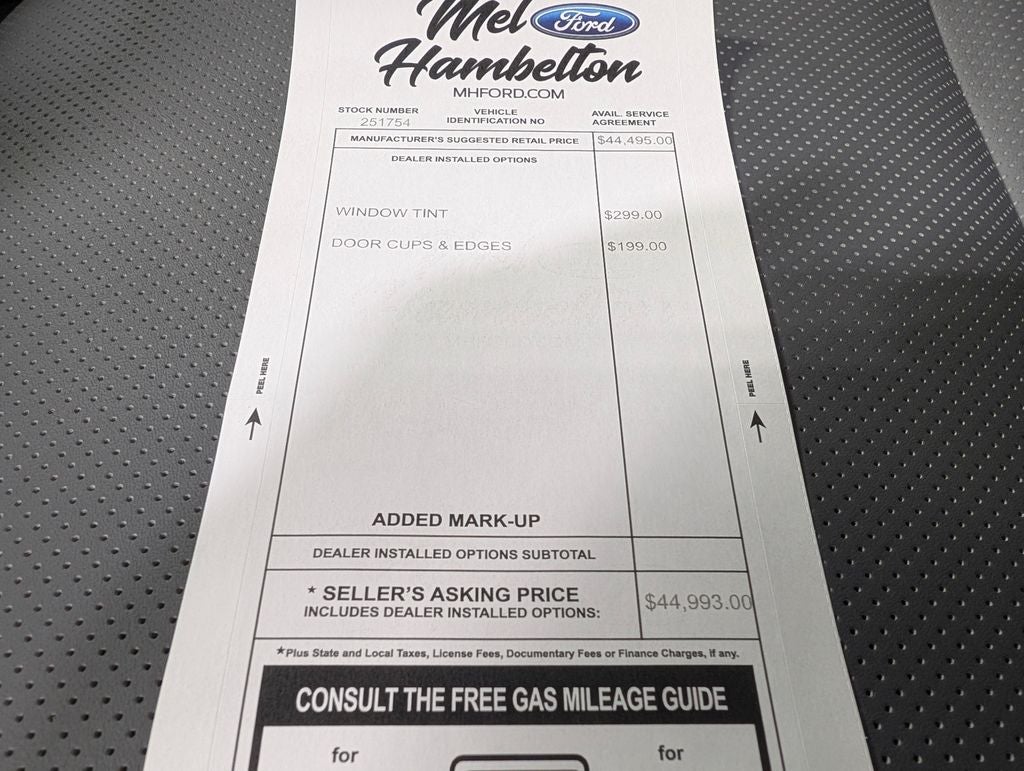 Mel Ford
Hambelton
MHFORD.COM
STOCK NUMBER
251754
VEHICLE
IDENTIFICATION NO
AVAIL. SERVICE
AGREEMENT
MANUFACTURER'S SUGGESTED RETAIL PRICE $44,495.00
DEALER INSTALLED OPTIONS
WINDOW TINT $299.00
DOOR CUPS & EDGES $199.00
PEEL HERE
PEEL HERE
ADDED MARK-UP
DEALER INSTALLED OPTIONS SUBTOTAL
* SELLER'S ASKING PRICE
INCLUDES DEALER INSTALLED OPTIONS: $44,993.00
*Plus State and Local Taxes, License Fees, Documentary Fees or Finance Charges, if any.
CONSULT THE FREE GAS MILEAGE GUIDE
for for